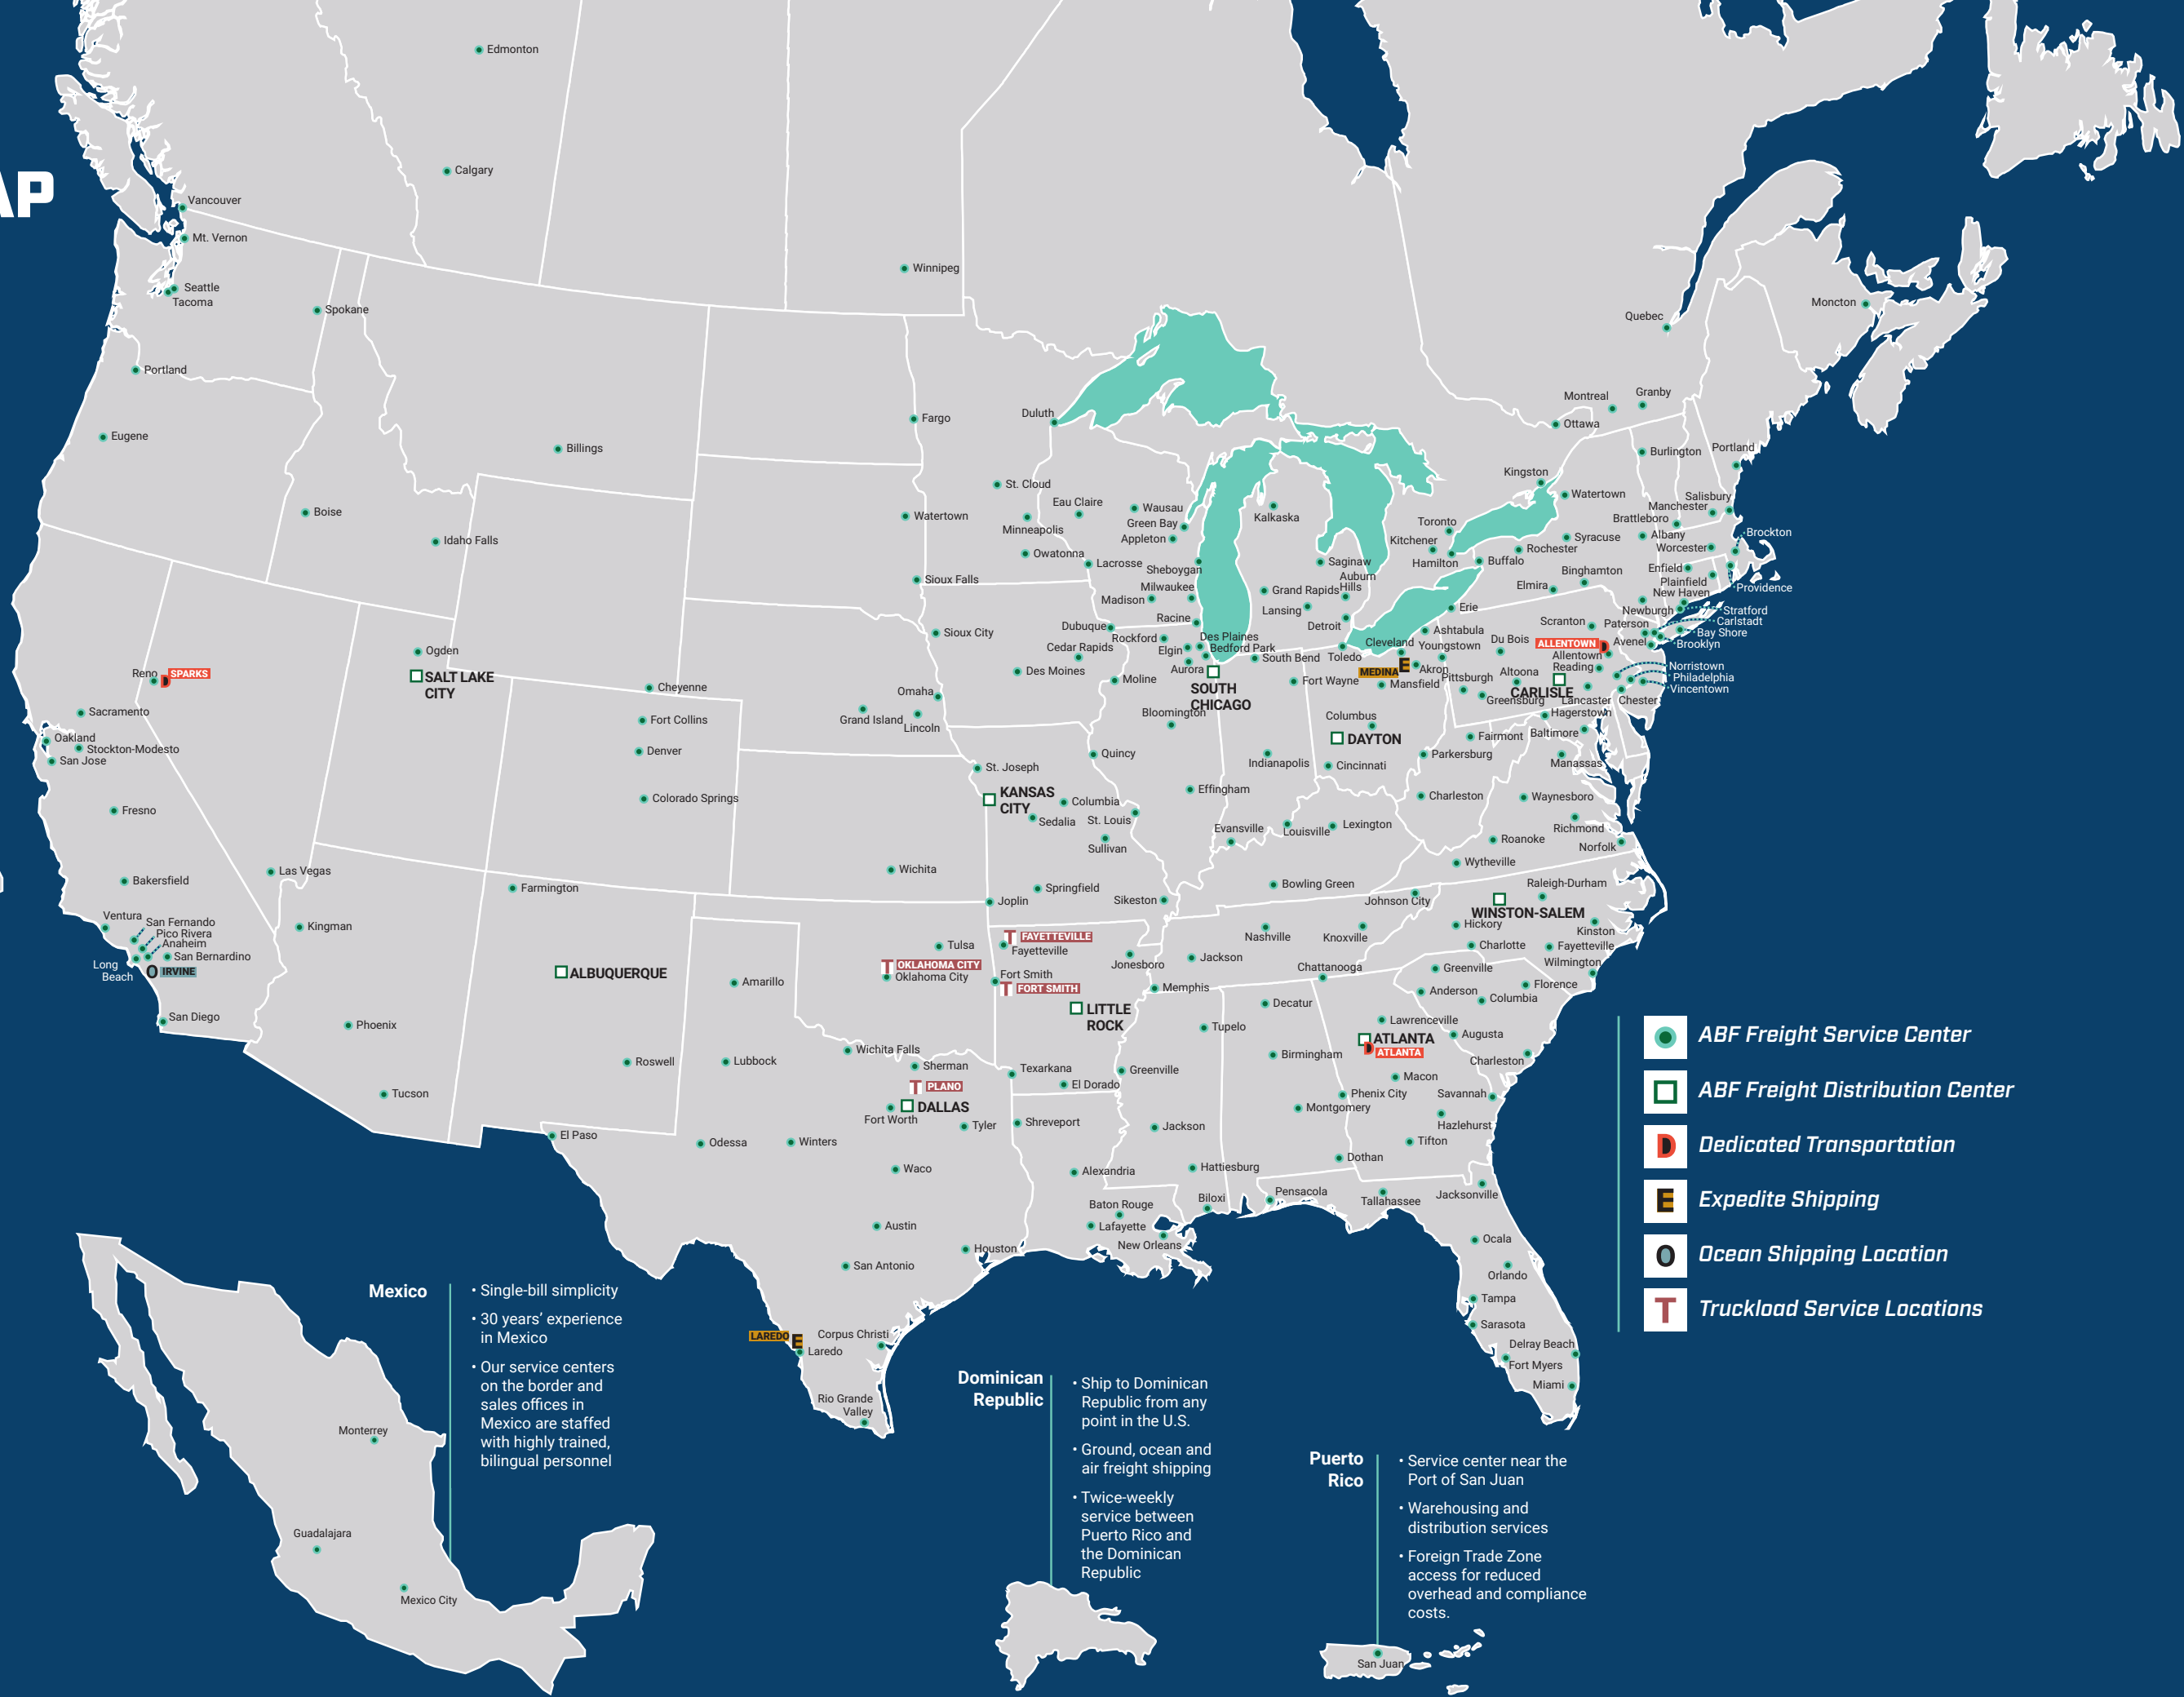 AP
Edmonton
Calgary
Vancouver
Mt. Vernon
Winnipeg
Seattle
Tacoma
Spokane
Moncton
Quebec
Portland
Montreal
Granby
Ottawa
Eugene
Billings
Fargo
Duluth
Burlington
Portland
Kingston
Boise
Idaho Falls
Watertown
St. Cloud
Eau Claire
Minneapolis
Wausau
Green Bay
Appleton
Kalkaska
Watertown
Salisbury
Manchester
Brattleboro
Toronto
Kitchener
Hamilton
Syracuse
Rochester
Buffalo
Albany
Worcester
Brockton
Owatonna
Lacrosse
Sheboygan
Saginaw
Auburn
Hills
Binghamton
Elmira
Enfield
Plainfield
Providence
New Haven
Newburgh
Stratford
Carlstadt
Bay Shore
Brooklyn
Sioux Falls
Madison
Milwaukee
Racine
Grand Rapids
Lansing
Detroit
Erie
Scranton
Paterson
Avenel
Sioux City
Dubuque
Rockford
Cedar Rapids
Elgin
Des Plaines
Bedford Park
Aurora
South Bend
Toledo
Cleveland
Ashtabula
Youngstown
Du Bois
ALLENTOWN
D
Allentown
Reading
Norristown
Philadelphia
Vincentown
Ogden
SALT LAKE
CITY
Reno
D
SPARKS
Cheyenne
Des Moines
Moline
SOUTH
CHICAGO
Fort Wayne
MEDINA
E
Akron
Mansfield
Pittsburgh
Altoona
Greensburg
CARLISLE
Lancaster
Chester
Hagerstown
Sacramento
Fort Collins
Grand Island
Omaha
Lincoln
Bloomington
Columbus
DAYTON
Fairmont
Baltimore
Oakland
Stockton-Modesto
San Jose
Denver
Quincy
Indianapolis
Cincinnati
Parkersburg
Manassas
St. Joseph
KANSAS
CITY
Columbia
Sedalia
St. Louis
Sullivan
Effingham
Charleston
Waynesboro
Fresno
Colorado Springs
Evansville
Louisville
Lexington
Richmond
Roanoke
Norfolk
Wytheville
Bakersfield
Las Vegas
Farmington
Wichita
Springfield
Joplin
Sikeston
Bowling Green
Johnson City
Raleigh-Durham
WINSTON-SALEM
Ventura
San Fernando
Pico Rivera
Anaheim
San Bernardino
Long
Beach
O
IRVINE
San Diego
Kingman
Tulsa
T
FAYETTEVILLE
Fayetteville
T
OKLAHOMA CITY
Oklahoma City
Fort Smith
T
FORT SMITH
Jonesboro
Nashville
Knoxville
Hickory
Kinston
Jackson
Charlotte
Fayetteville
Wilmington
Chattanooga
Greenville
ALBUQUERQUE
Amarillo
LITTLE
ROCK
Memphis
Decatur
Anderson
Florence
Columbia
Phoenix
Tupelo
Lawrenceville
ATLANTA
D
ATLANTA
Augusta
Charleston
Roswell
Lubbock
Wichita Falls
Sherman
T
PLANO
DALLAS
Fort Worth
Tyler
Texarkana
El Dorado
Greenville
Birmingham
Macon
Savannah
Tucson
Phenix City
Montgomery
Hazlehurst
El Paso
Odessa
Winters
Shreveport
Jackson
Tifton
Waco
Alexandria
Hattiesburg
Dothan
Austin
Baton Rouge
Lafayette
New Orleans
Biloxi
Pensacola
Tallahassee
Jacksonville
Houston
San Antonio
Ocala
Orlando
Tampa
Sarasota
LAREDO
E
Laredo
Corpus Christi
Rio Grande
Valley
Delray Beach
Fort Myers
Miami
ABF Freight Service Center
ABF Freight Distribution Center
D
Dedicated Transportation
E
Expedite Shipping
O
Ocean Shipping Location
T
Truckload Service Locations
Mexico
• Single-bill simplicity
• 30 years’ experience
in Mexico
• Our service centers
on the border and
sales offices in
Mexico are staffed
with highly trained,
bilingual personnel
Monterrey
Guadalajara
Mexico City
Dominican
Republic
• Ship to Dominican
Republic from any
point in the U.S.
• Ground, ocean and
air freight shipping
• Twice-weekly
service between
Puerto Rico and
the Dominican
Republic
Puerto
Rico
• Service center near the
Port of San Juan
• Warehousing and
distribution services
• Foreign Trade Zone
access for reduced
overhead and compliance
costs.
San Juan